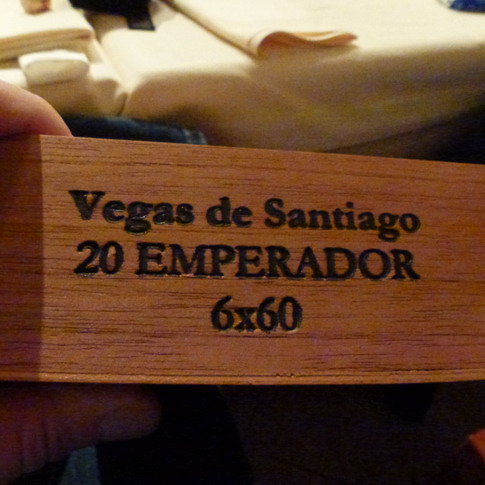 Vegas de Santiago
20 EMPERADOR
6x60